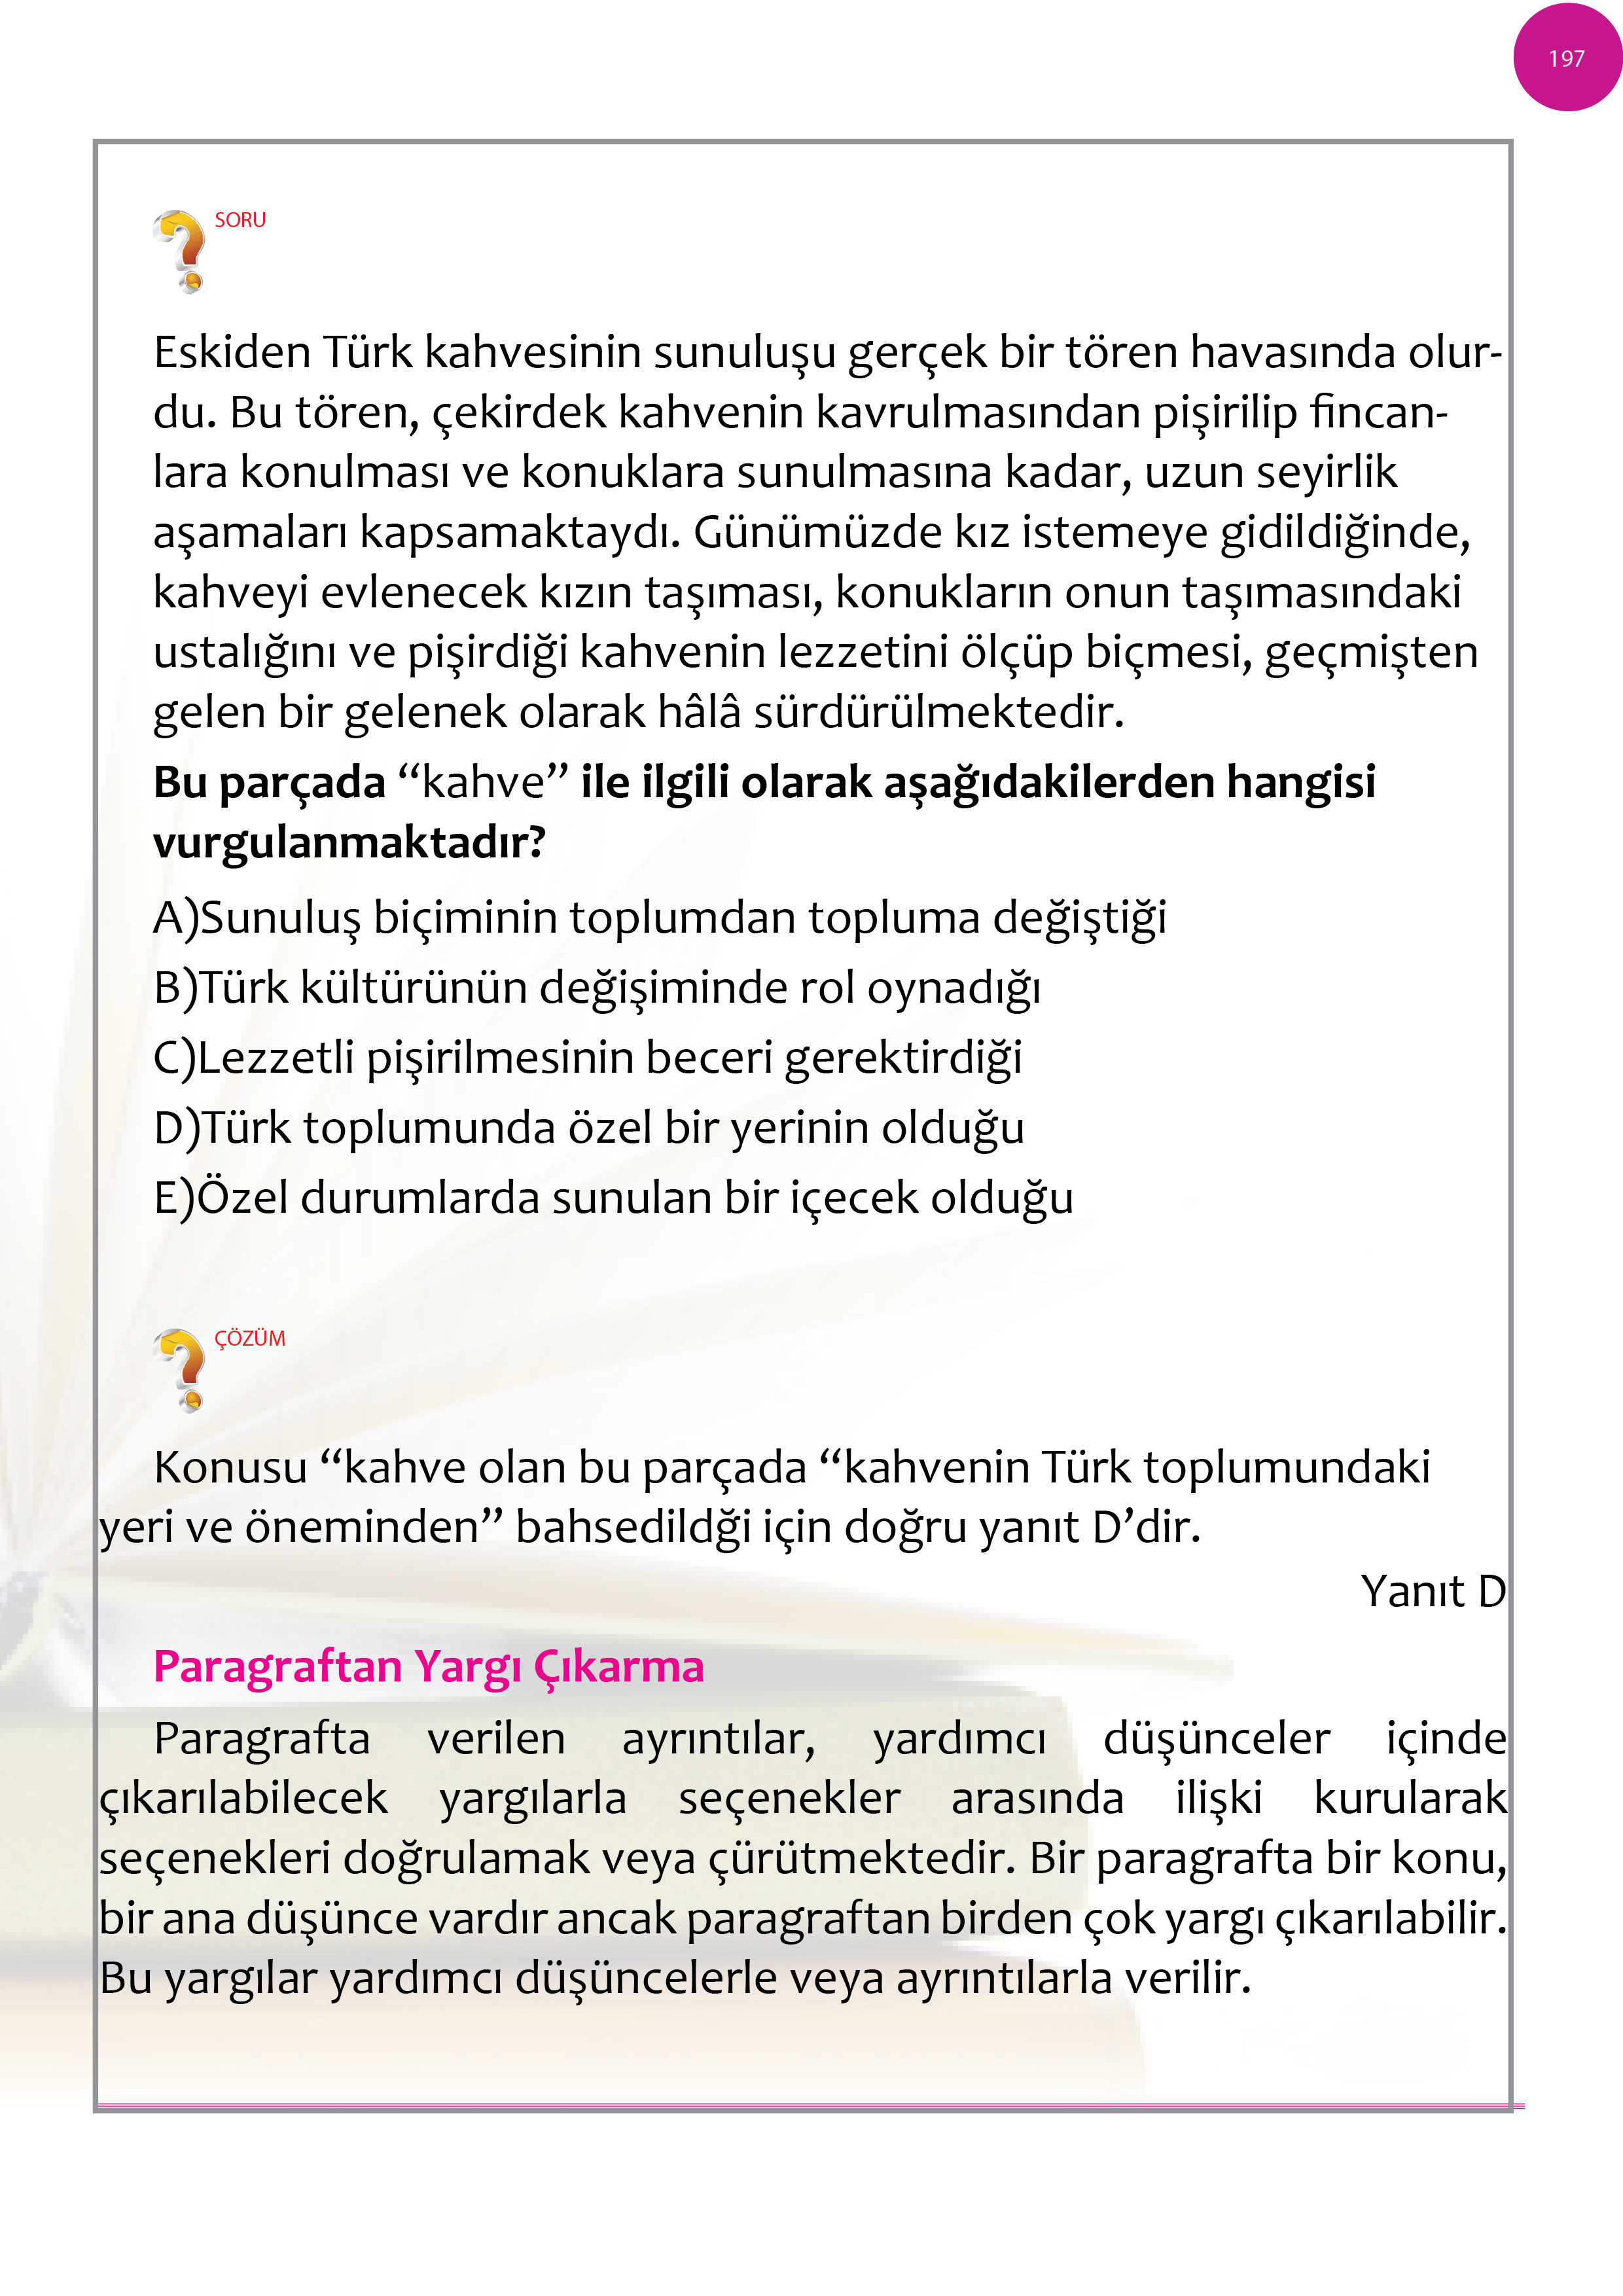 197
SORU
Eskiden Türk kahvesinin sunuluşu gerçek bir tören havasında olur-
du. Bu tören, çekirdek kahvenin kavrulmasından pişirilip fincan-
lara konulması ve konuklara sunulmasına kadar, uzun seyirlik
aşamaları kapsamaktaydı. Günümüzde kız istemeye gidildiğinde,
kahveyi evlenecek kızın taşıması, konukların onun taşımasındaki
ustalığını ve pişirdiği kahvenin lezzetini ölçüp biçmesi, geçmişten
gelen bir gelenek olarak hâlâ sürdürülmektedir.
Bu parçada “kahve” ile ilgili olarak aşağıdakilerden hangisi
vurgulanmaktadır?
A)Sunuluş biçiminin toplumdan topluma değiştiği
B)Türk kültürünün değişiminde rol oynadığı
C)Lezzetli pişirilmesinin beceri gerektirdiği
D)Türk toplumunda özel bir yerinin olduğu
E)Özel durumlarda sunulan bir içecek olduğu
ÇÖZÜM
Konusu “kahve olan bu parçada “kahvenin Türk toplumundaki
yeri ve öneminden” bahsedildği için doğru yanıt D’dir.
Yanıt D
Paragraftan Yargı Çıkarma
Paragrafta verilen ayrıntılar, yardımcı düşünceler içinde
çıkarılabilecek yargılarla seçenekler arasında ilişki kurularak
seçenekleri doğrulamak veya çürütmektedir. Bir paragrafta bir konu,
bir ana düşünce vardır ancak paragraftan birden çok yargı çıkarılabilir.
Bu yargılar yardımcı düşüncelerle veya ayrıntılarla verilir.